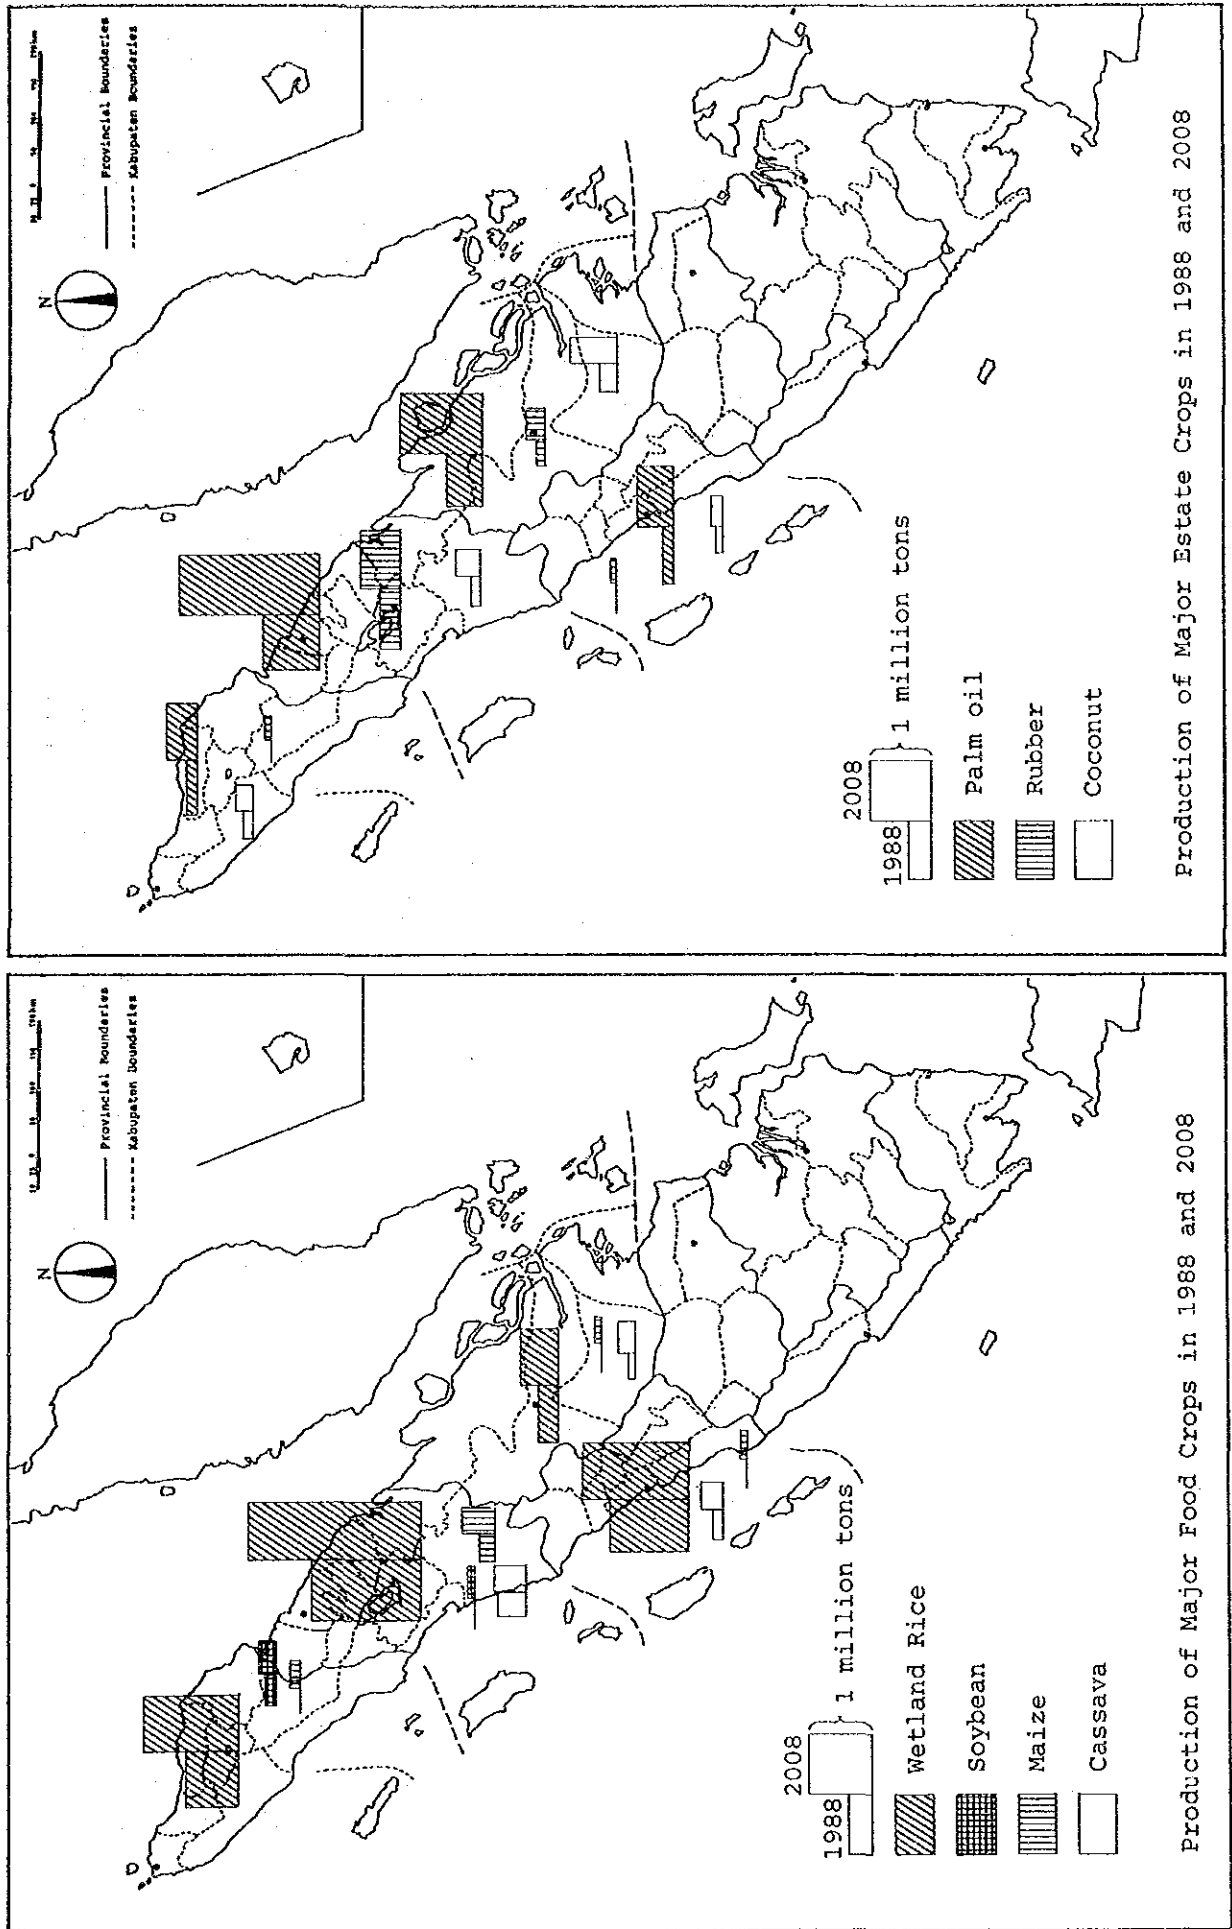 N
Provincial Boundaries
Kabupaten Boundaries
1988
2008
1 million tons
Palm oil
Rubber
Coconut
Production of Major Estate Crops in 1988 and 2008
N
Provincial Boundaries
Kabupaten Boundaries
1988
2008
1 million tons
Wetland Rice
Soybean
Maize
Cassava
Production of Major Food Crops in 1988 and 2008